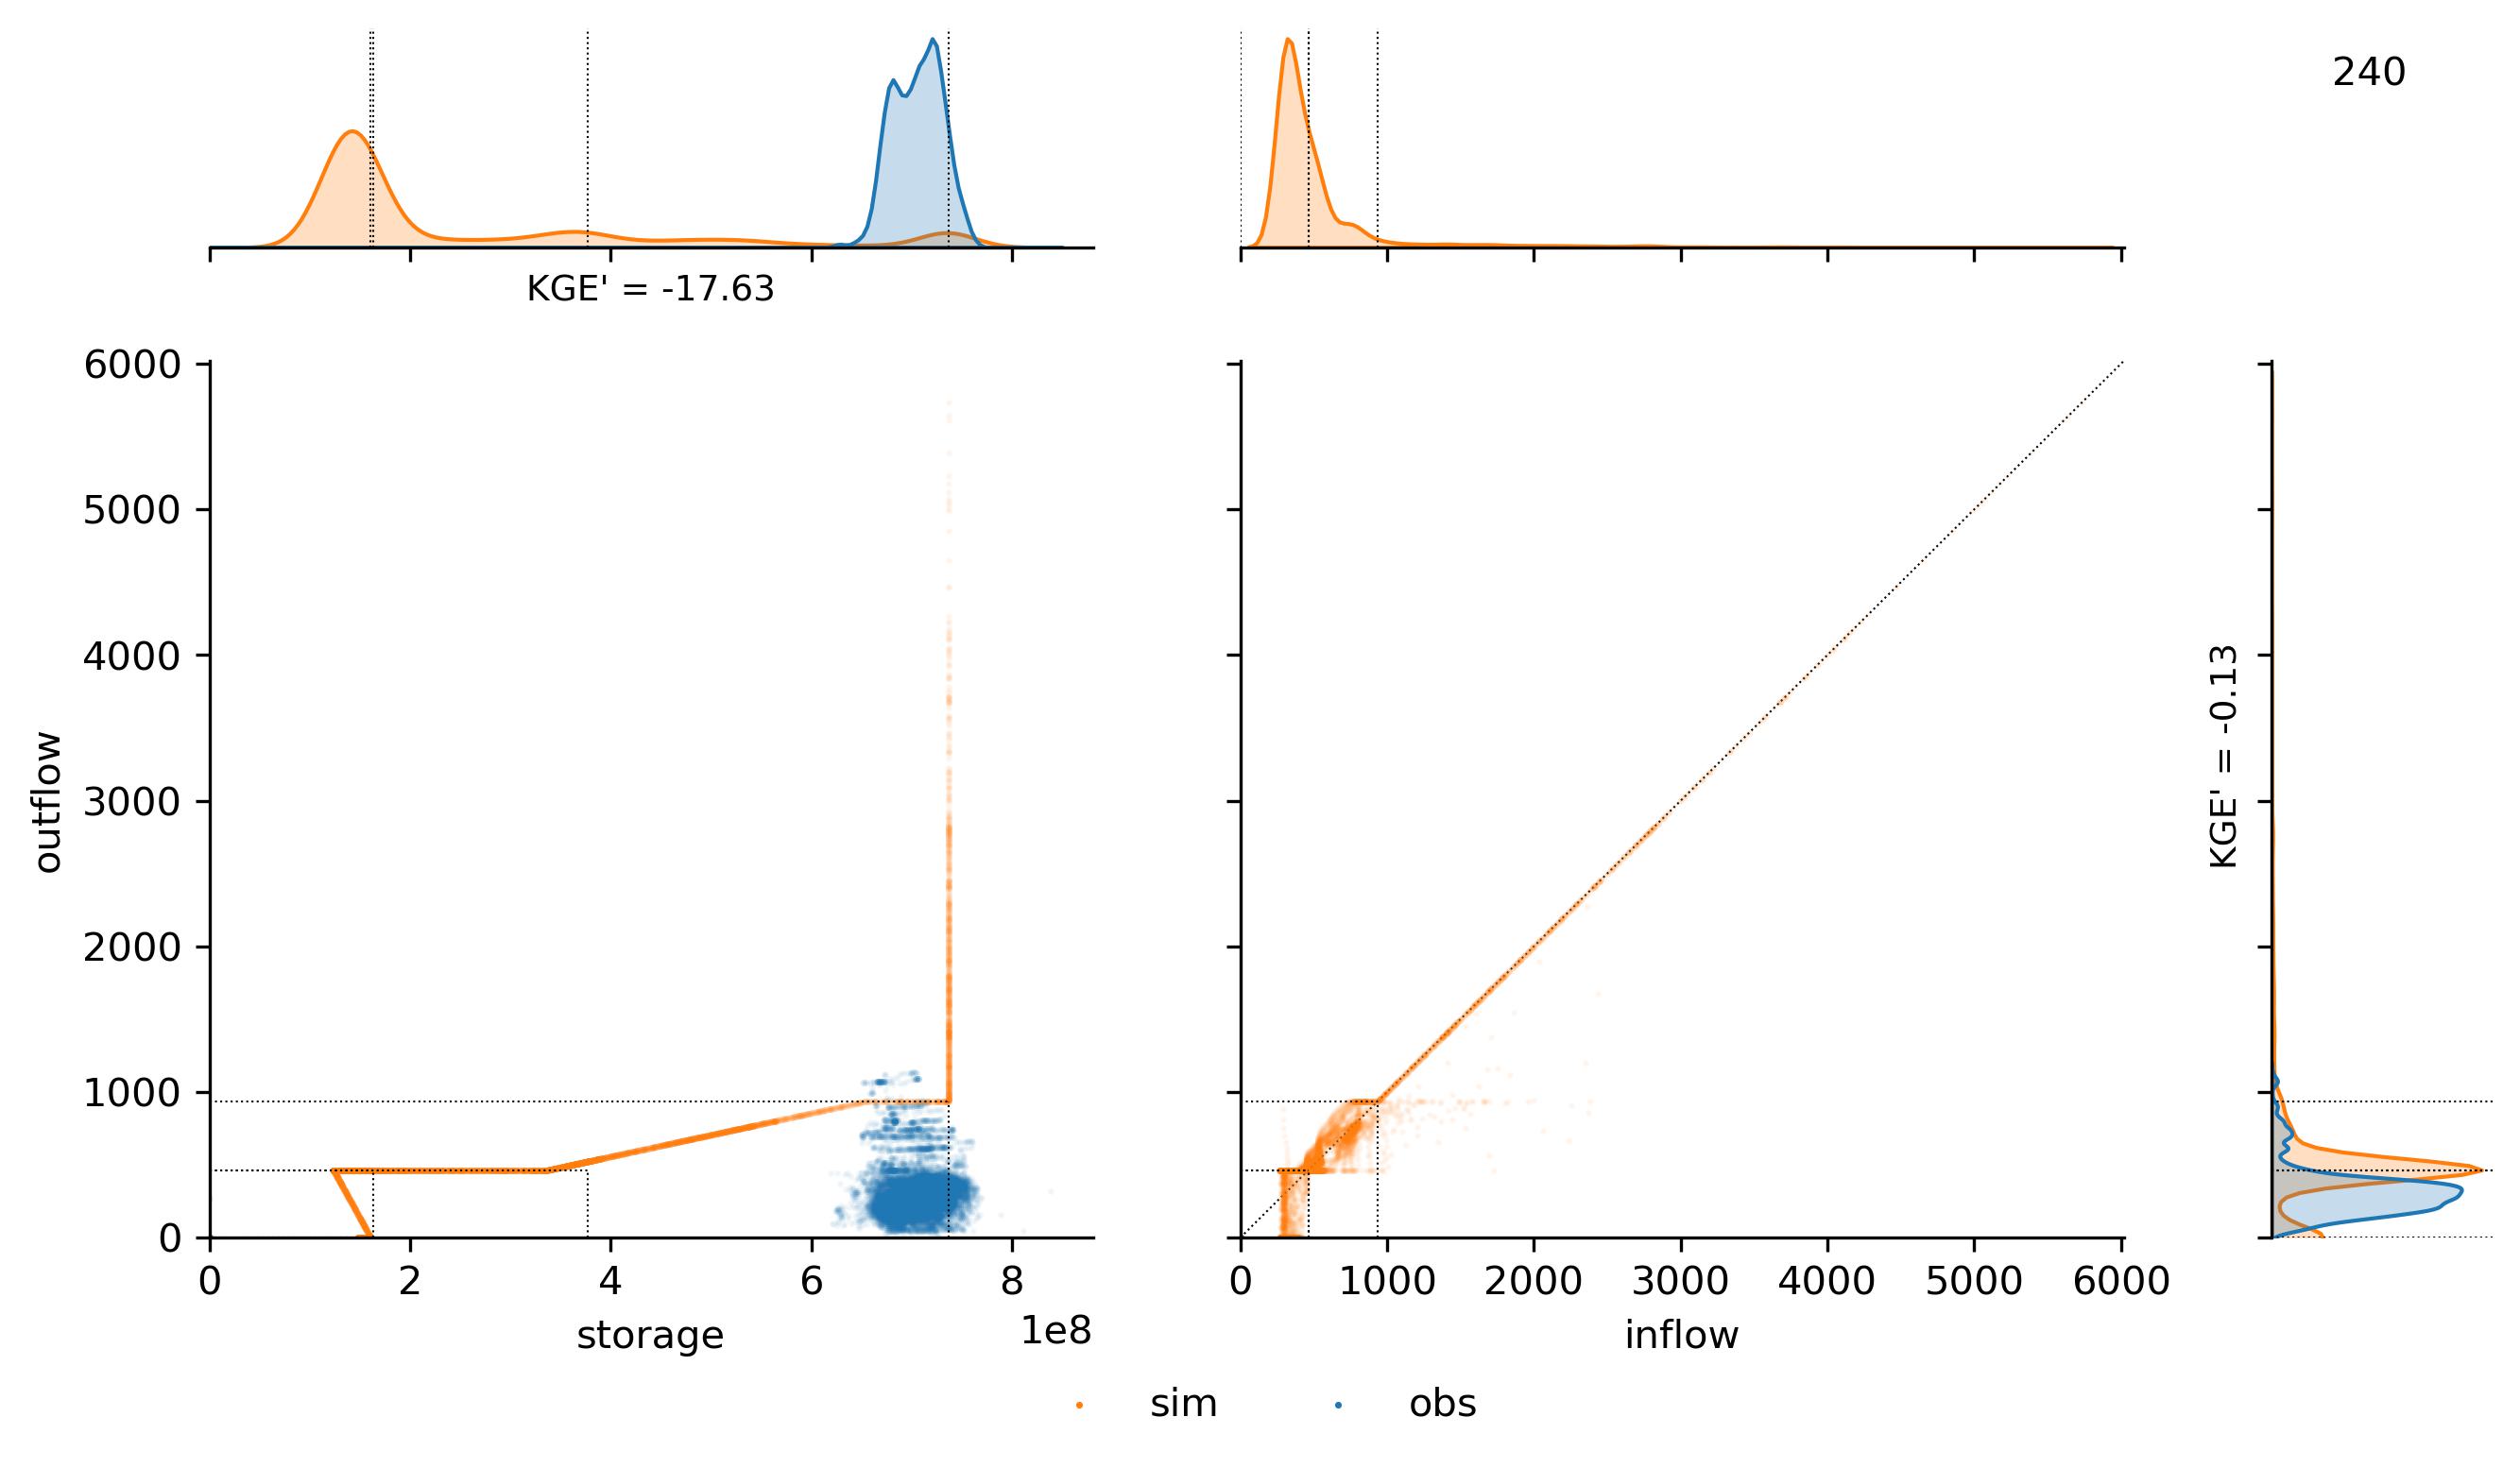 240
KGE' = -17.63
6000
5000
4000
3000
2000
1000
0
outflow
KGE' = -0.13
0 2 4 6 8
1e8
storage
0 1000 2000 3000 4000 5000 6000
inflow
sim obs